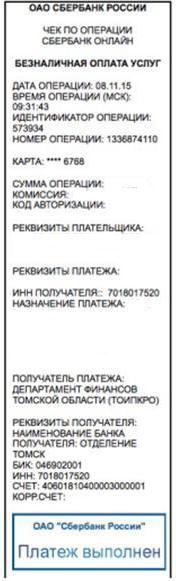 ОАО СБЕРБАНК РОССИИ
ЧЕК ПО ОПЕРАЦИИ
СБЕРБАНК ОНЛАЙН
БЕЗНАЛИЧНАЯ ОПЛАТА УСЛУГ
ДАТА ОПЕРАЦИИ: 08.11.15
ВРЕМЯ ОПЕРАЦИИ (МСК):
09:31:43
ИДЕНТИФИКАТОР ОПЕРАЦИИ:
573934
НОМЕР ОПЕРАЦИИ: 1336874110
КАРТА: **** 6768
СУММА ОПЕРАЦИИ:
КОМИССИЯ:
КОД АВТОРИЗАЦИИ:
РЕКВИЗИТЫ ПЛАТЕЛЬЩИКА:
РЕКВИЗИТЫ ПЛАТЕЖА:
ИНН ПОЛУЧАТЕЛЯ:: 7018017520
НАЗНАЧЕНИЕ ПЛАТЕЖА:
ПОЛУЧАТЕЛЬ ПЛАТЕЖА:
ДЕПАРТАМЕНТ ФИНАНСОВ
ТОМСКОЙ ОБЛАСТИ (ТОИПКРО)
РЕКВИЗИТЫ ПОЛУЧАТЕЛЯ:
НАИМЕНОВАНИЕ БАНКА
ПОЛУЧАТЕЛЯ: ОТДЕЛЕНИЕ
ТОМСК
БИК: 046902001
ИНН: 7018017520
СЧЕТ: 40601810400003000001
КОРР.СЧЕТ:
ОАО "Сбербанк России"
Платеж выполнен